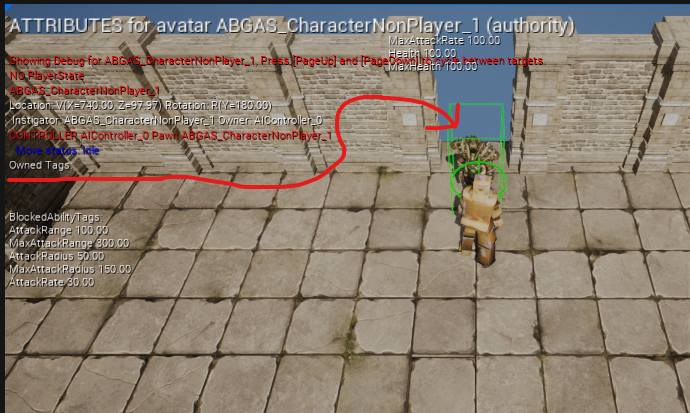 ATTRIBUTES for avatar ABGAS_CharacterNonPlayer_1 (authority)
MaxAttackRate 100.00
Health 100.00
MaxHealth 100.00
Showing Debug for ABGAS_CharacterNonPlayer_1, Press [PageUp] and [PageDown] to cycle between targets.
NO PlayerState
ABGAS_CharacterNonPlayer_1
Location: V(X=740.00, Z=97.97) Rotation: R(Y=180.00)
Instigator: ABGAS_CharacterNonPlayer_1 Owner: AIController_0
CONTROLLER AIController_0 Pawn ABGAS_CharacterNonPlayer_1
Move status: Idle
Owned Tags:
BlockedAbilityTags:
AttackRange 100.00
MaxAttackRange 300.00
AttackRadius 50.00
MaxAttackRadius 150.00
AttackRate 30.00